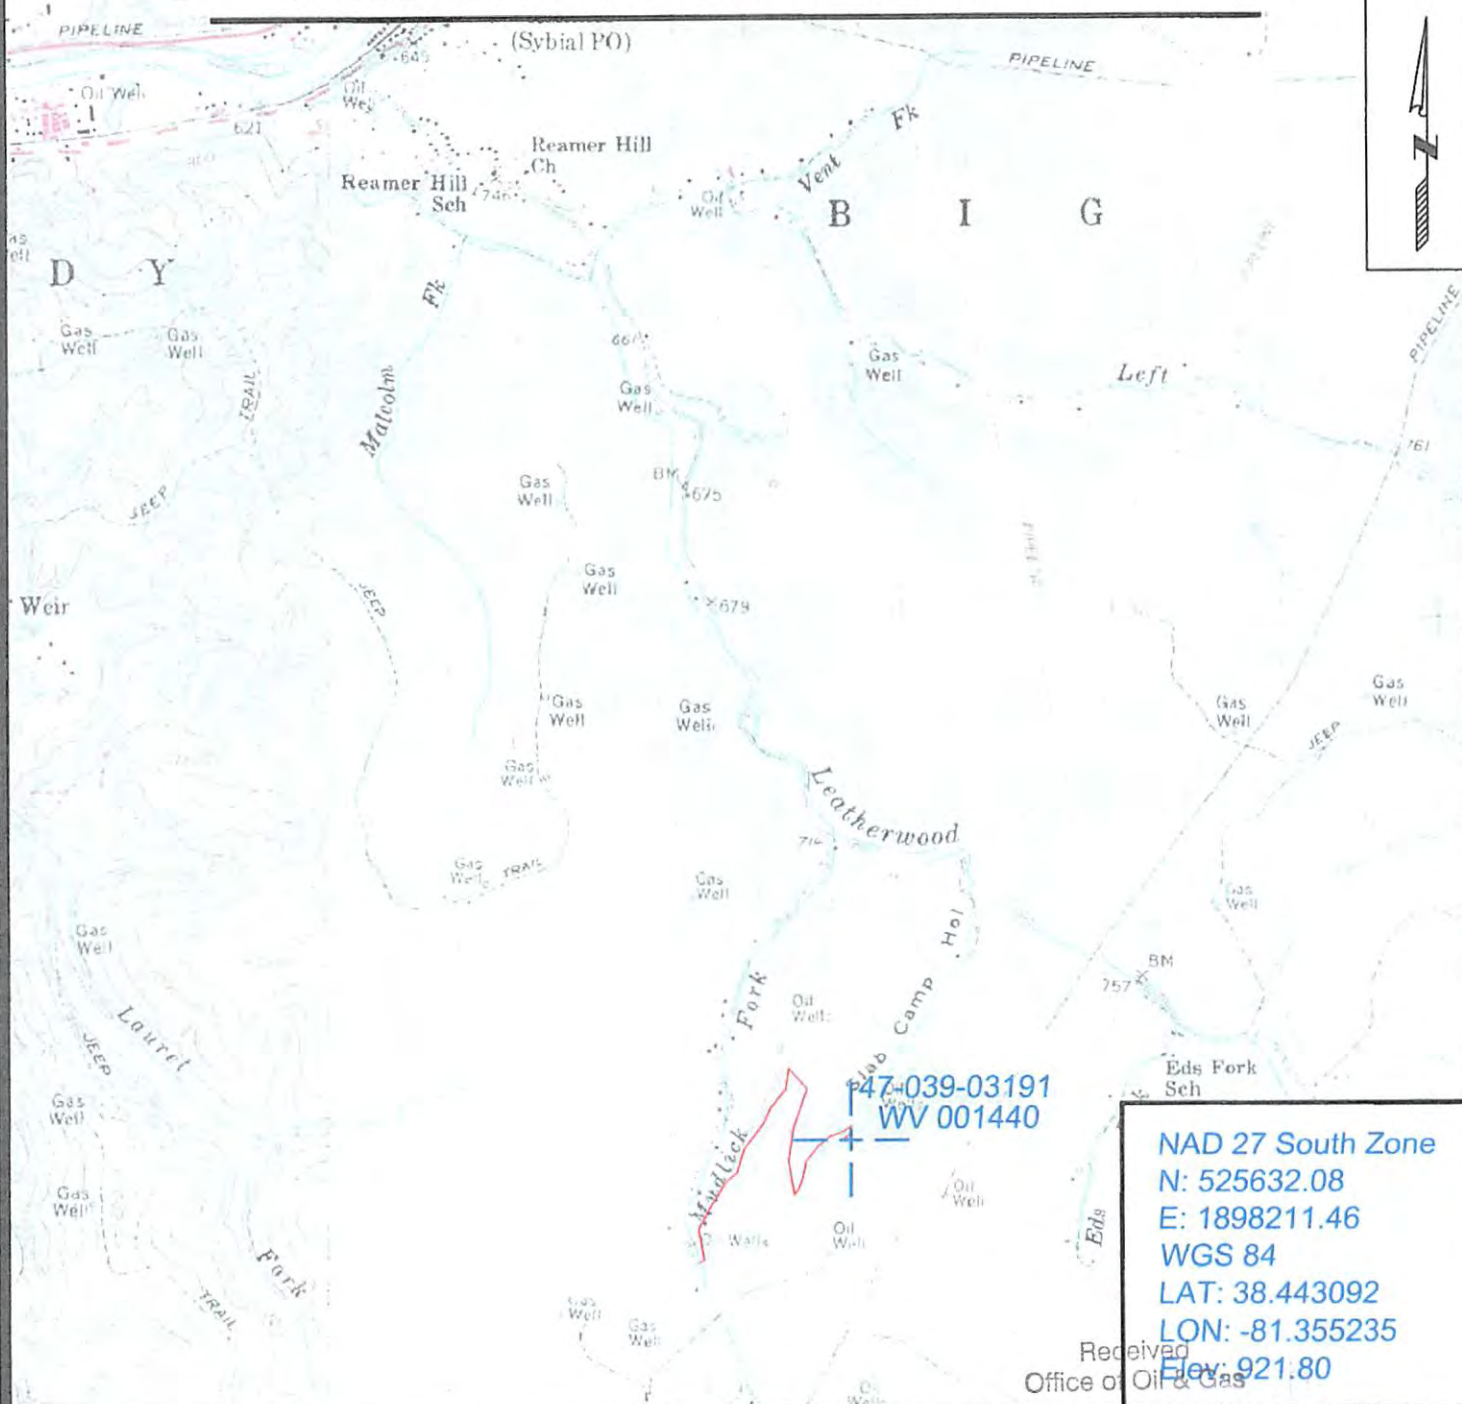 PIPELINE
(Sybial PO)
645
PIPELINE
Oil Well
Oil
621
Fk
Reamer Hill
Ch
Vent
Reamer Hill
Sch
746
Oil
Well
B I G
D Y
Fk
Gas
Well
Gas
Well
PIPELINE
Gas
Well
Left
TRAIL
Malcolm
Gas
Well
761
BM
675
Gas
Well
JEEP
Gas
Well
JEEP
679
Weir
Gas
Well
Gas
Well
Gas
Well
Gas
Well
JEEP
Gas
Well
Leatherwood
714
Gas
Well
TRAIL
Gas
Well
Gas
Well
Gas
Well
Hol
BM
757
Fork
Oil
Wells
Camp
Slab
Laurel
JEEP
Eds Fork
Sch
47-039-03191
WV 001440
Gas
Well
Mudlick
NAD 27 South Zone
N: 525632.08
E: 1898211.46
WGS 84
LAT: 38.443092
LON: -81.355235
Elev: 921.80
Gas
Well
Oil
Well
Eds
Wells
Oil
Well
Fork
TRAIL
Gas
Well
Gas
Well
Received
Office of Oil & Gas